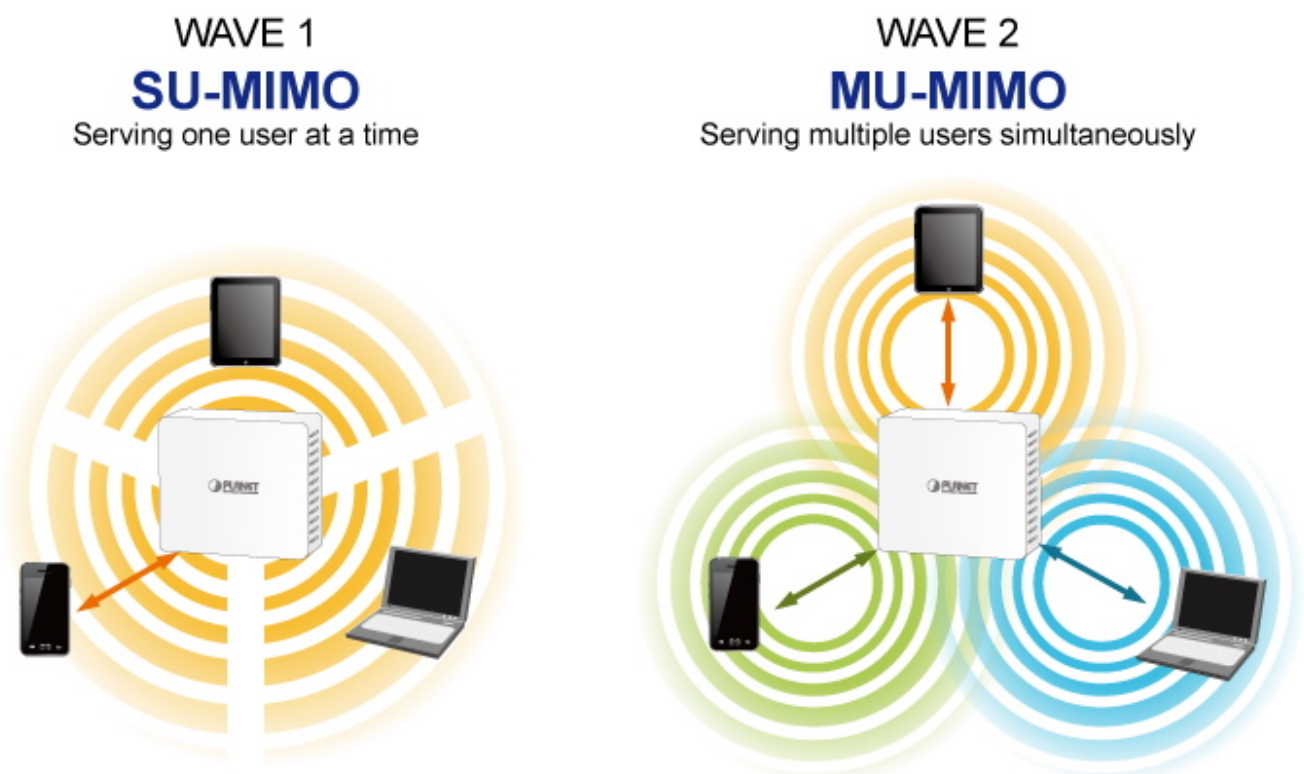 WAVE 1
SU-MIMO
Serving one user at a time
WAVE 2
MU-MIMO
Serving multiple users simultaneously
PLANET
PLANET